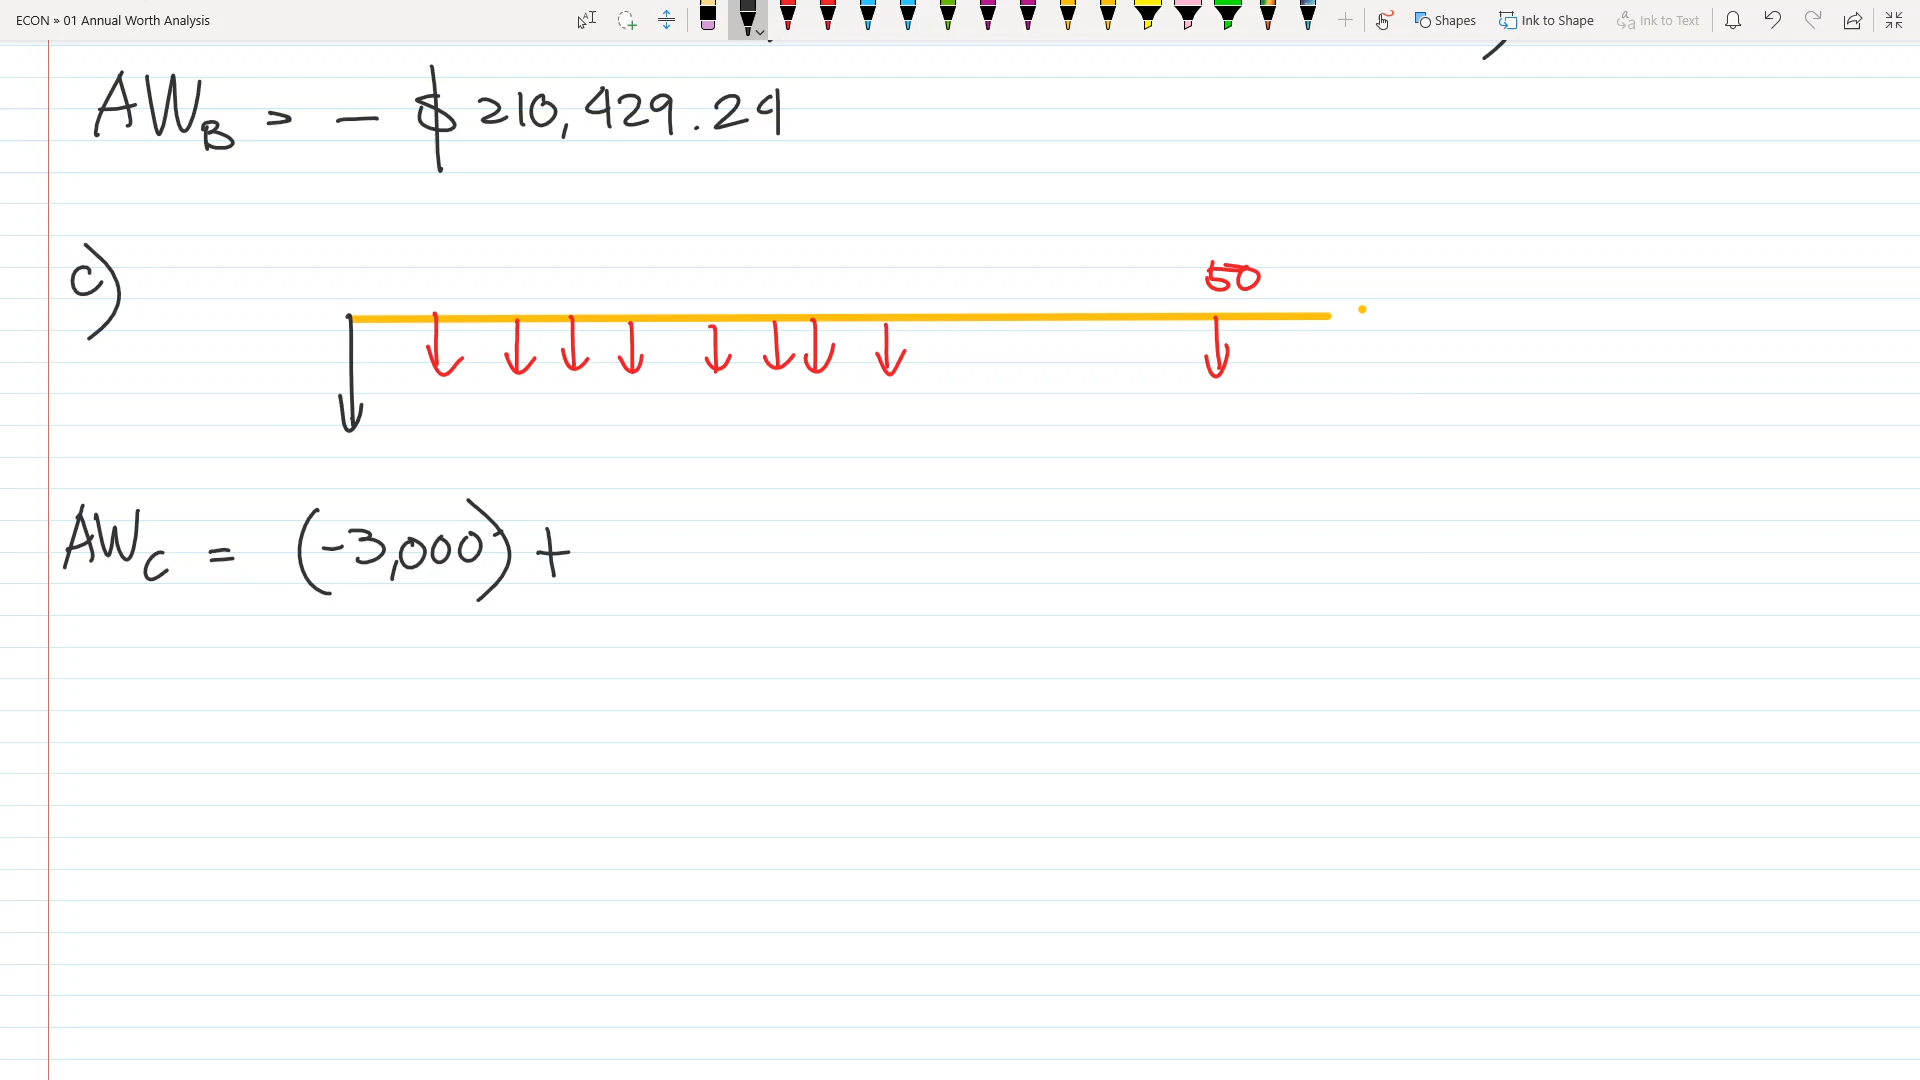 ECON » 01 Annual Worth Analysis
Shapes
Ink to Shape
Ink to Text
AW_B = - $ 210,429.24
C)
50
AW_C = (-3,000) +